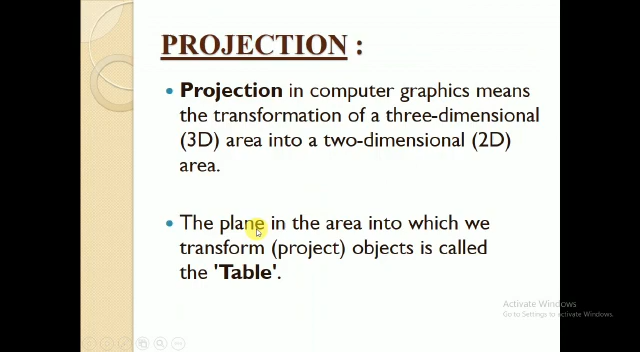 PROJECTION :
• Projection in computer graphics means
the transformation of a three-dimensional
(3D) area into a two-dimensional (2D)
area.
• The plane in the area into which we
transform (project) objects is called
the 'Table'.
Activate Windows
Go to Settings to activate Windows.